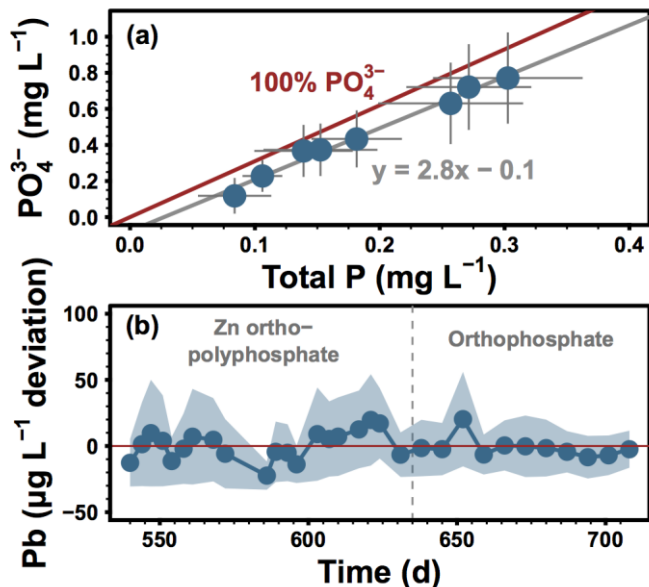 (a)
100% PO₄³⁻
y = 2.8x − 0.1
PO₄³⁻ (mg L⁻¹)
1.0
0.8
0.6
0.4
0.2
0.0
0.0 0.1 0.2 0.3 0.4
Total P (mg L⁻¹)
(b)
Zn ortho-
polyphosphate
Orthophosphate
Pb (µg L⁻¹ deviation)
100
50
0
−50
550 600 650 700
Time (d)